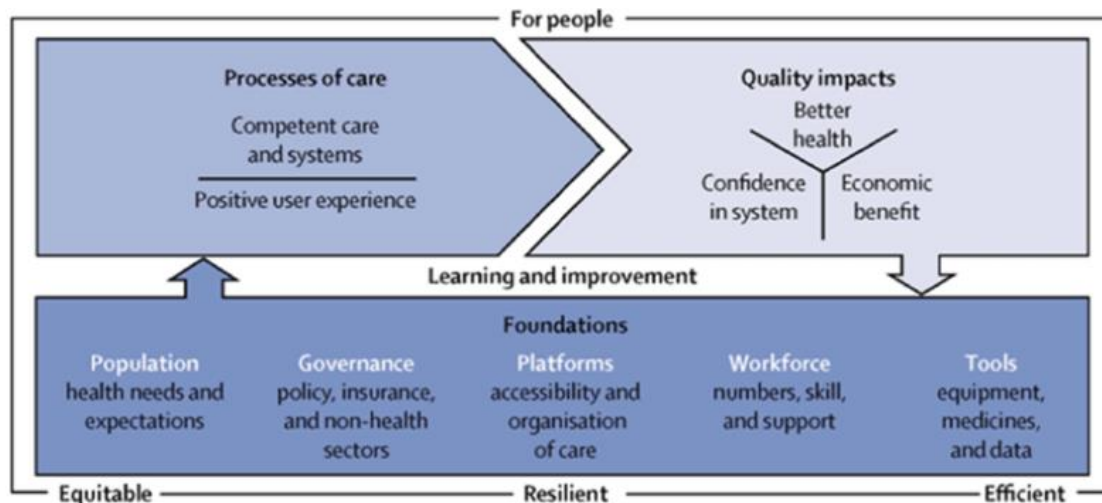 For people
Processes of care
Competent care
and systems
Positive user experience
Quality impacts
Better
health
Confidence
in system
Economic
benefit
Learning and improvement
Foundations
Population
health needs and
expectations
Governance
policy, insurance,
and non-health
sectors
Platforms
accessibility and
organisation
of care
Workforce
numbers, skill,
and support
Tools
equipment,
medicines,
and data
Equitable
Resilient
Efficient